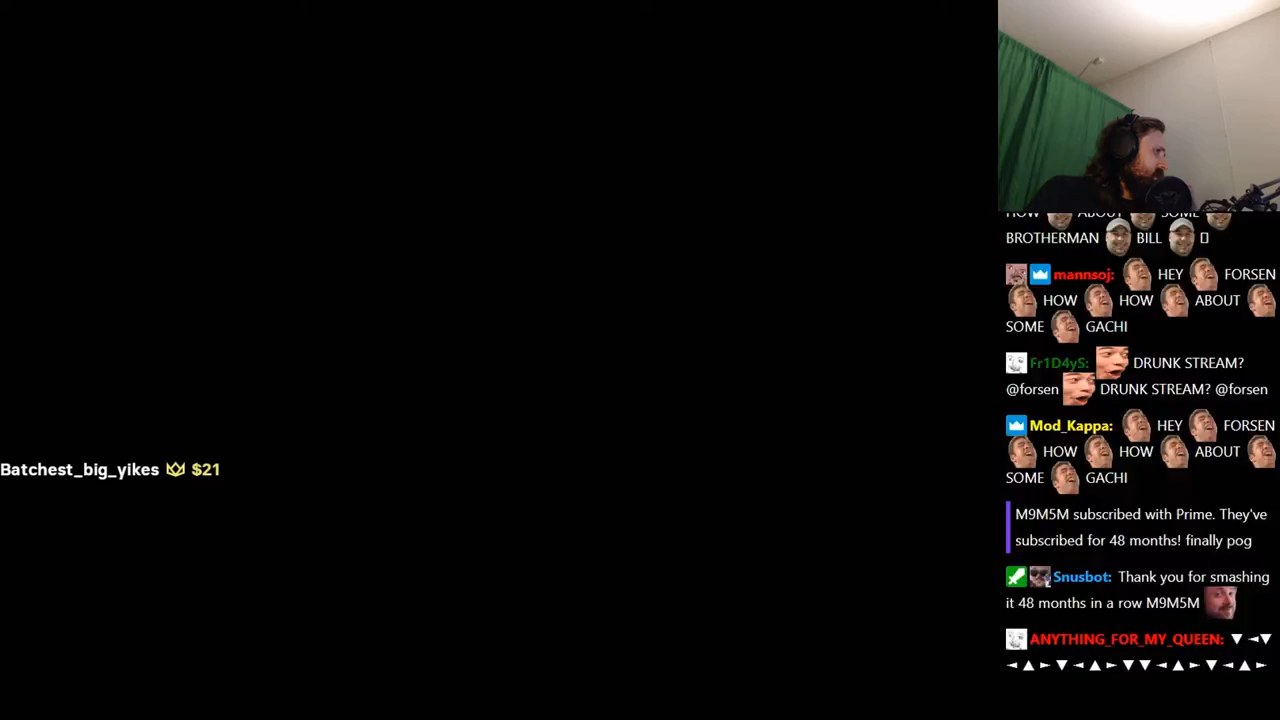 Batchest_big_yikes $21
HOW ABOUT SOME
BROTHERMAN BILL
mannsoj: HEY FORSEN
HOW HOW ABOUT
SOME GACHI
Fr1D4yS: DRUNK STREAM?
@forsen DRUNK STREAM? @forsen
Mod_Kappa: HEY FORSEN
HOW HOW ABOUT
SOME GACHI
M9M5M subscribed with Prime. They've
subscribed for 48 months! finally pog
Snusbot: Thank you for smashing
it 48 months in a row M9M5M
ANYTHING_FOR_MY_QUEEN: ▼ ◄▼
◄ ▲ ► ▼ ◄ ▲ ► ▼ ▼ ◄ ▲ ► ▼ ◄ ▲ ►